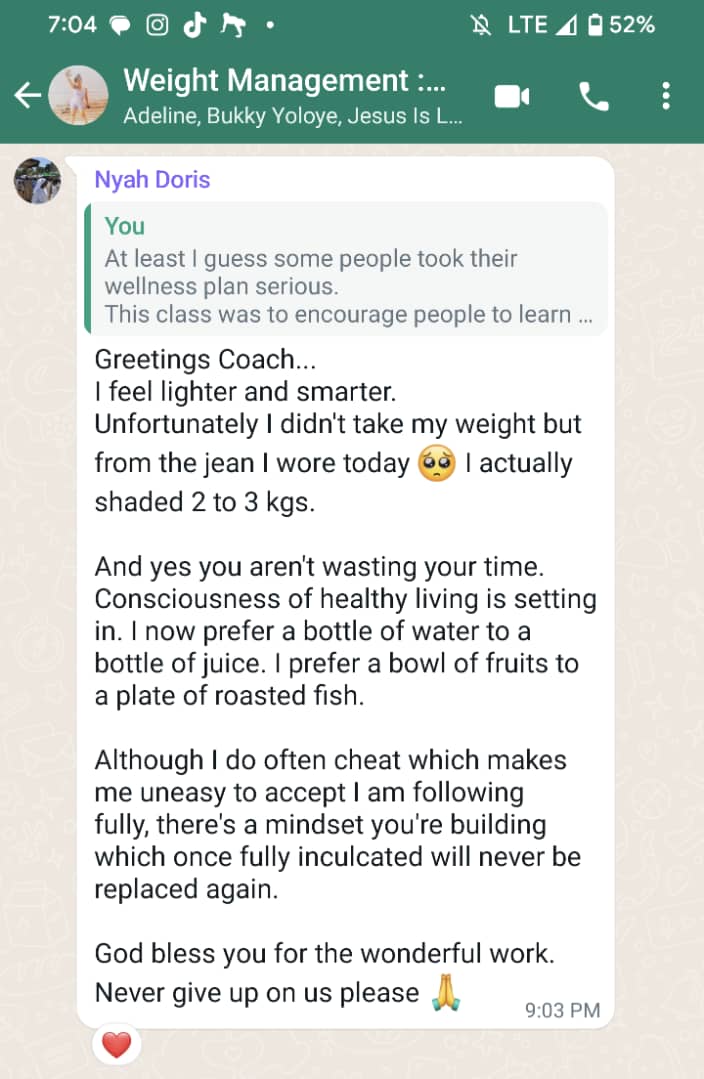 7:04 LTE 52%
Weight Management :...
Adeline, Bukky Yoloye, Jesus Is L...
Nyah Doris
You
At least I guess some people took their
wellness plan serious.
This class was to encourage people to learn ...
Greetings Coach...
I feel lighter and smarter.
Unfortunately I didn't take my weight but
from the jean I wore today 🥺 I actually
shaded 2 to 3 kgs.
And yes you aren't wasting your time.
Consciousness of healthy living is setting
in. I now prefer a bottle of water to a
bottle of juice. I prefer a bowl of fruits to
a plate of roasted fish.
Although I do often cheat which makes
me uneasy to accept I am following
fully, there's a mindset you're building
which once fully inculcated will never be
replaced again.
God bless you for the wonderful work.
Never give up on us please 🙏
9:03 PM